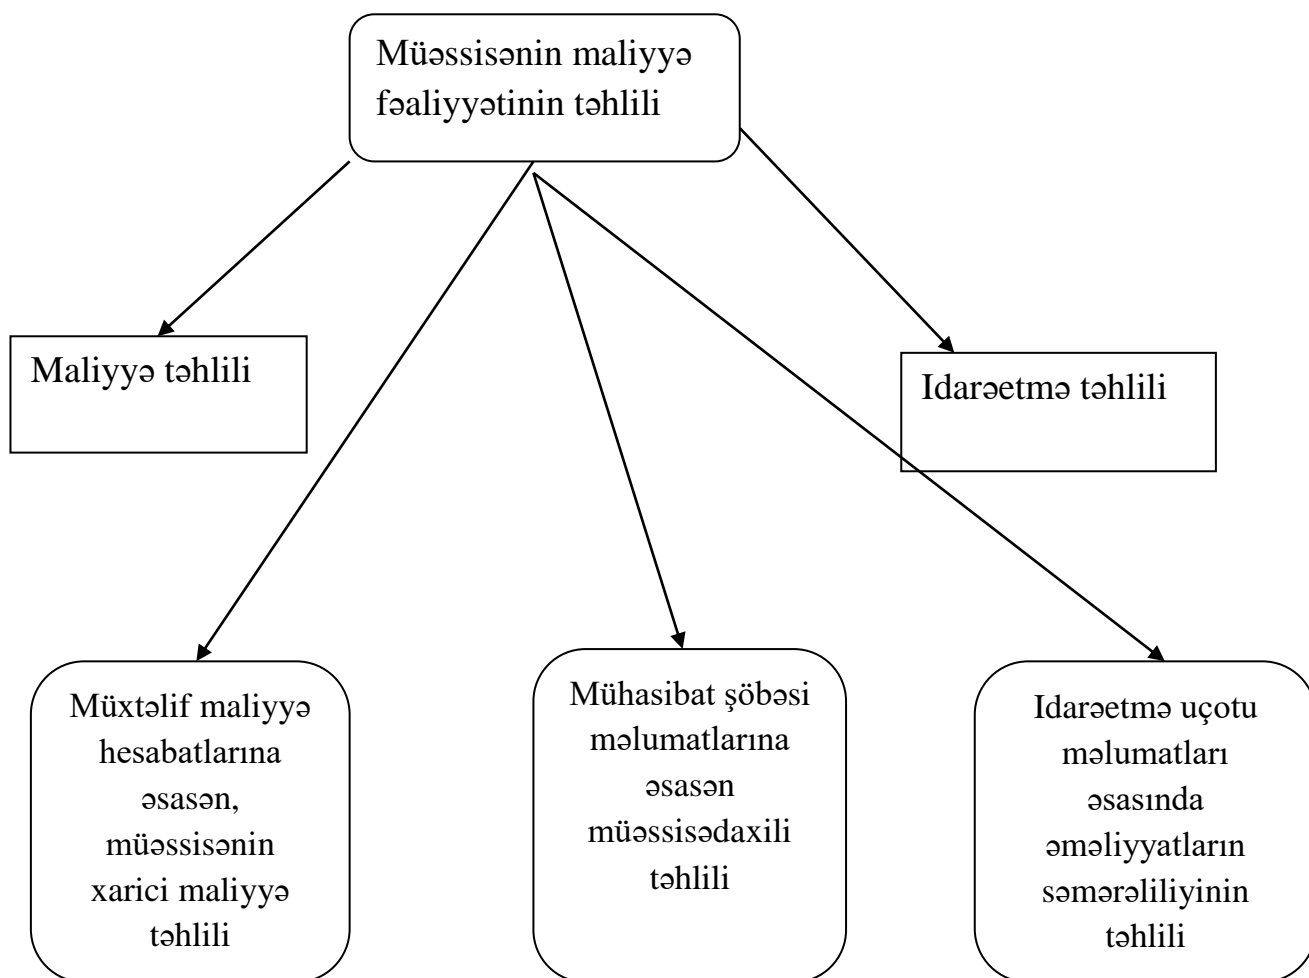 Müəssisənin maliyyə
fəaliyyətinin təhlili
Maliyyə təhlili
Idarəetmə təhlili
Müxtəlif maliyyə
hesabatlarına
əsasən,
müəssisənin
xarici maliyyə
təhlili
Mühasibat şöbəsi
məlumatlarına
əsasən
müəssisədaxili
təhlili
Idarəetmə uçotu
məlumatları
əsasında
əməliyyatların
səmərəliliyinin
təhlili